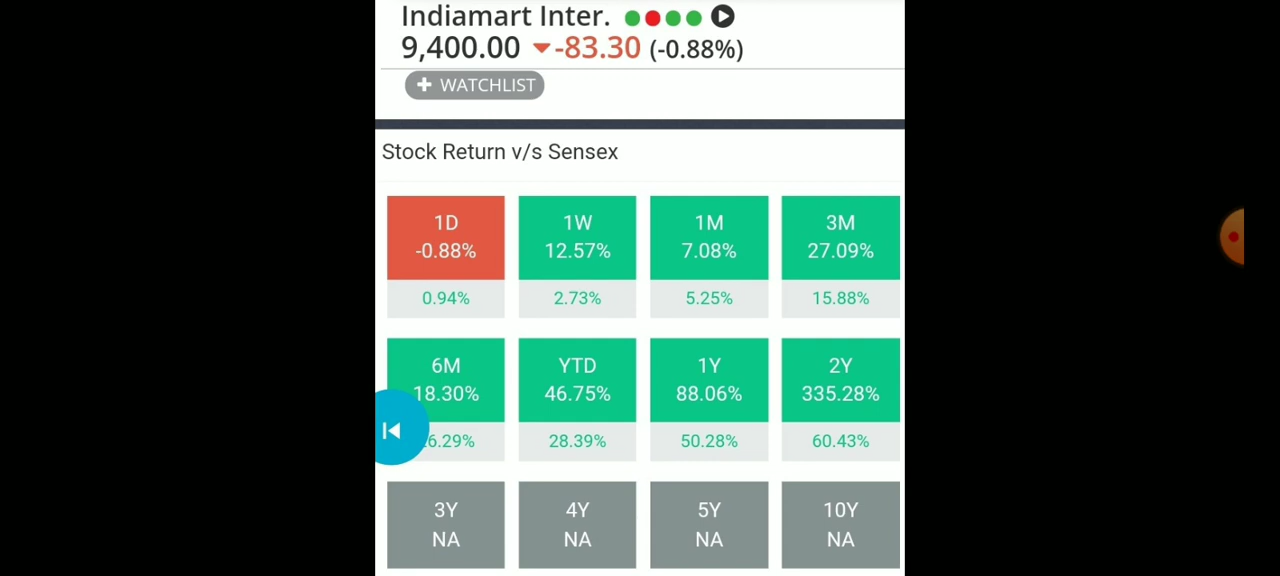 Indiamart Inter.
9,400.00 -83.30 (-0.88%)
+ WATCHLIST
Stock Return v/s Sensex
1D 1W 1M 3M
-0.88% 12.57% 7.08% 27.09%
0.94% 2.73% 5.25% 15.88%
6M YTD 1Y 2Y
18.30% 46.75% 88.06% 335.28%
6.29% 28.39% 50.28% 60.43%
3Y 4Y 5Y 10Y
NA NA NA NA